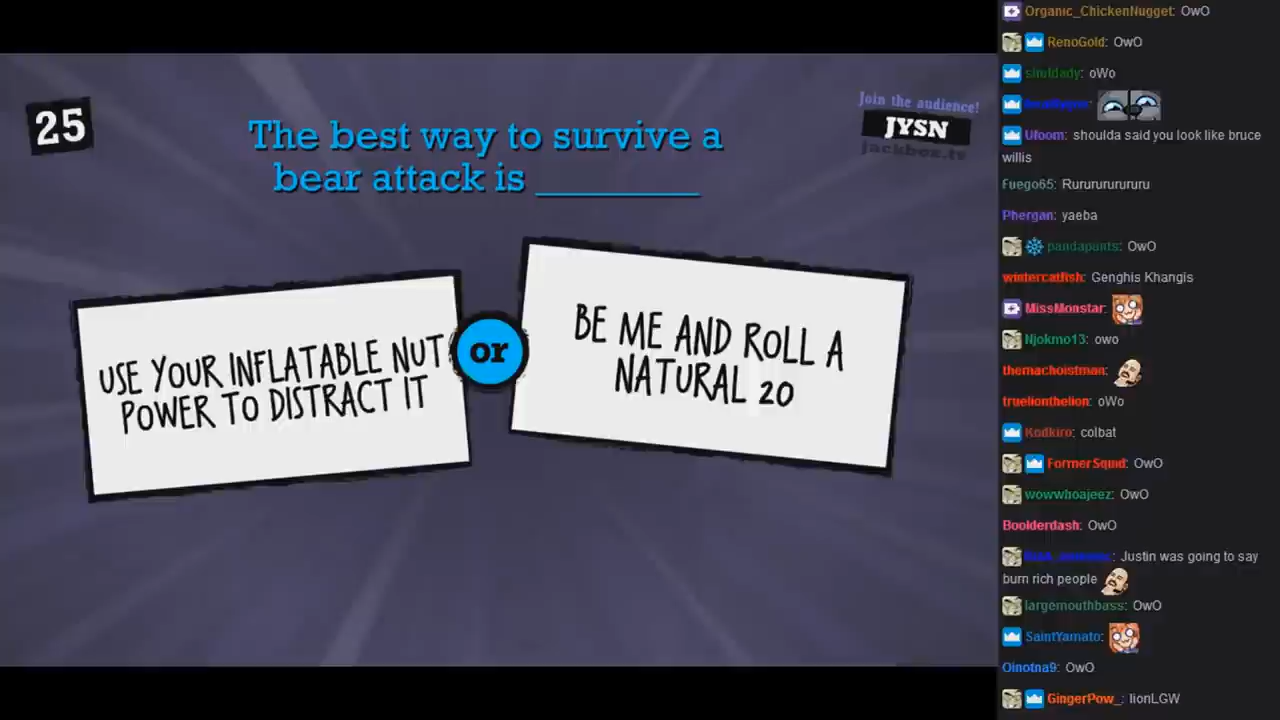 25
The best way to survive a
bear attack is ________
Join the audience!
JYSN
jackbox.tv
USE YOUR INFLATABLE NUT
POWER TO DISTRACT IT
or
BE ME AND ROLL A
NATURAL 20
Organic_ChickenNugget: OwO
RenoGold: OwO
shuldady: oWo
Ufoom: shoulda said you look like bruce
willis
Fuego65: Rururururururu
Phergan: yaeba
pandapants: OwO
wintercatfish: Genghis Khangis
MissMonstar:
Njokmo13: owo
themachoistman:
truelionthelion: oWo
Kodkiro: colbat
FormerSquid: OwO
wowwhoajeez: OwO
Boolderdash: OwO
: Justin was going to say
burn rich people
largemouthbass: OwO
SaintYamato:
Oinotna9: OwO
GingerPow_: lionLGW